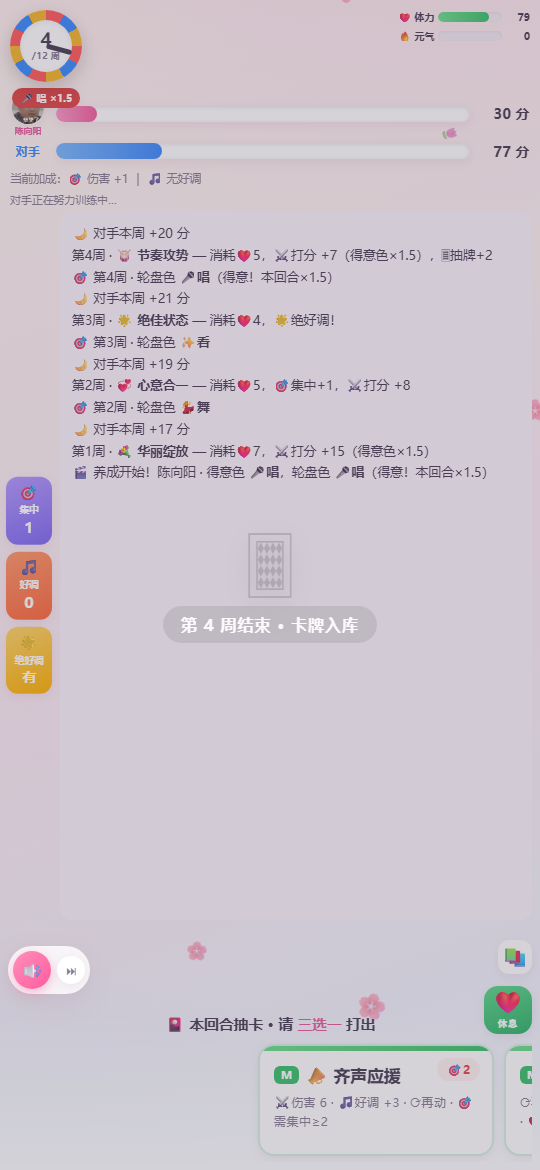 4
/12 周
体力 79
元气 0
唱 ×1.5
陈向阳
30 分
对手
77 分
当前加成: 伤害 +1 | 无好调
对手正在努力训练中...
对手本周 +20 分
第4周 · 节奏攻势 — 消耗 5, 打分 +7（得意色×1.5）, 抽牌+2
第4周 · 轮盘色 唱（得意！本回合×1.5）
对手本周 +21 分
第3周 · 绝佳状态 — 消耗 4, 绝好调！
第3周 · 轮盘色 看
对手本周 +19 分
第2周 · 心意合一 — 消耗 5, 集中+1, 打分 +8
第2周 · 轮盘色 舞
对手本周 +17 分
第1周 · 华丽绽放 — 消耗 7, 打分 +15（得意色×1.5）
养成开始！陈向阳 · 得意色 唱, 轮盘色 唱（得意！本回合×1.5）
集中
1
好调
0
绝好调
有
第 4 周结束 • 卡牌入库
休息
本回合抽卡 • 请 三选一 打出
M 齐声应援 2
伤害 6 · 好调 +3 · 再动 ·
需集中≥2